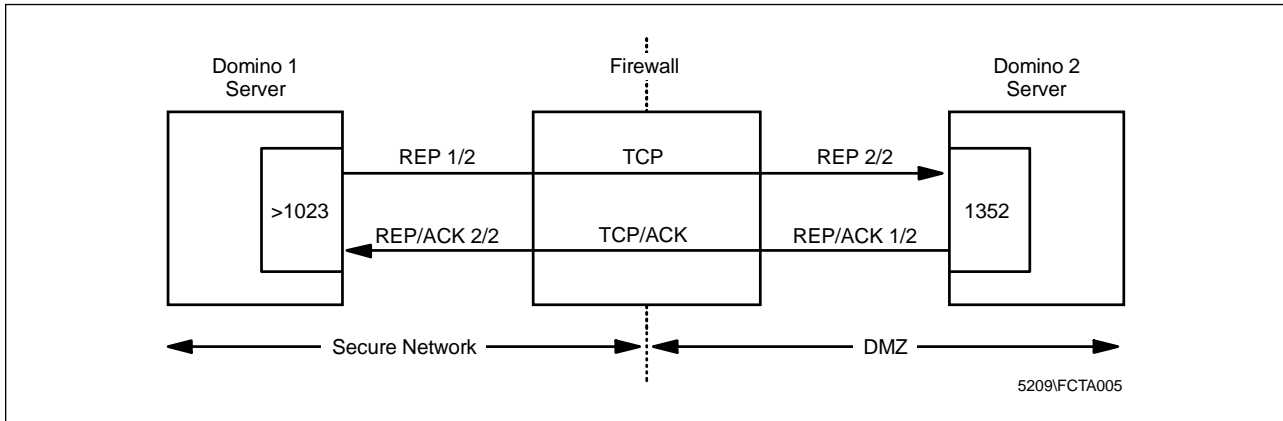 Domino 1
Server
Firewall
Domino 2
Server
REP 1/2
TCP
REP 2/2
>1023
1352
REP/ACK 2/2
TCP/ACK
REP/ACK 1/2
Secure Network
DMZ
5209\FCTA005